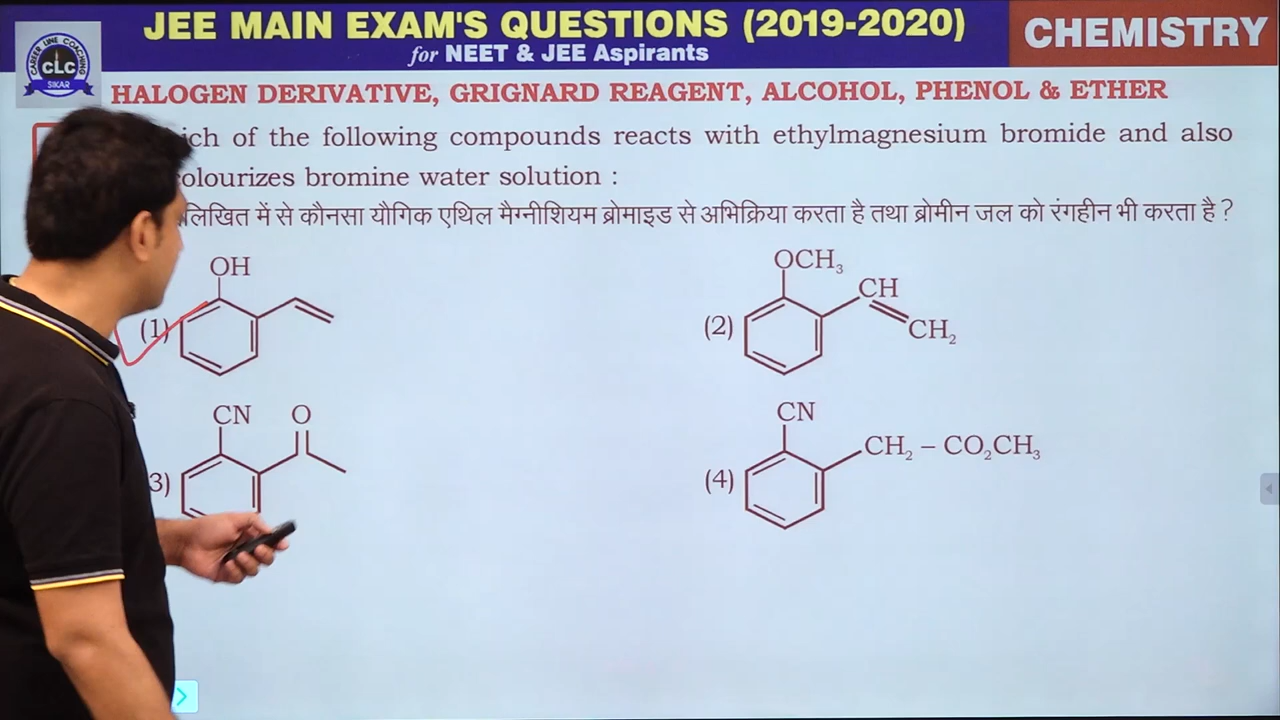 JEE MAIN EXAM'S QUESTIONS (2019-2020)
for NEET & JEE Aspirants
CHEMISTRY
CAREER LINE COACHING
CLC
SIKAR
HALOGEN DERIVATIVE, GRIGNARD REAGENT, ALCOHOL, PHENOL & ETHER
ich of the following compounds reacts with ethylmagnesium bromide and also
olourizes bromine water solution :
लिखित में से कौनसा यौगिक एथिल मैग्नीशियम ब्रोमाइड से अभिक्रिया करता है तथा ब्रोमीन जल को रंगहीन भी करता है ?
(1)
OH
(2)
OCH₃
CH
CH₂
3)
CN
O
(4)
CN
CH₂ – CO₂CH₃